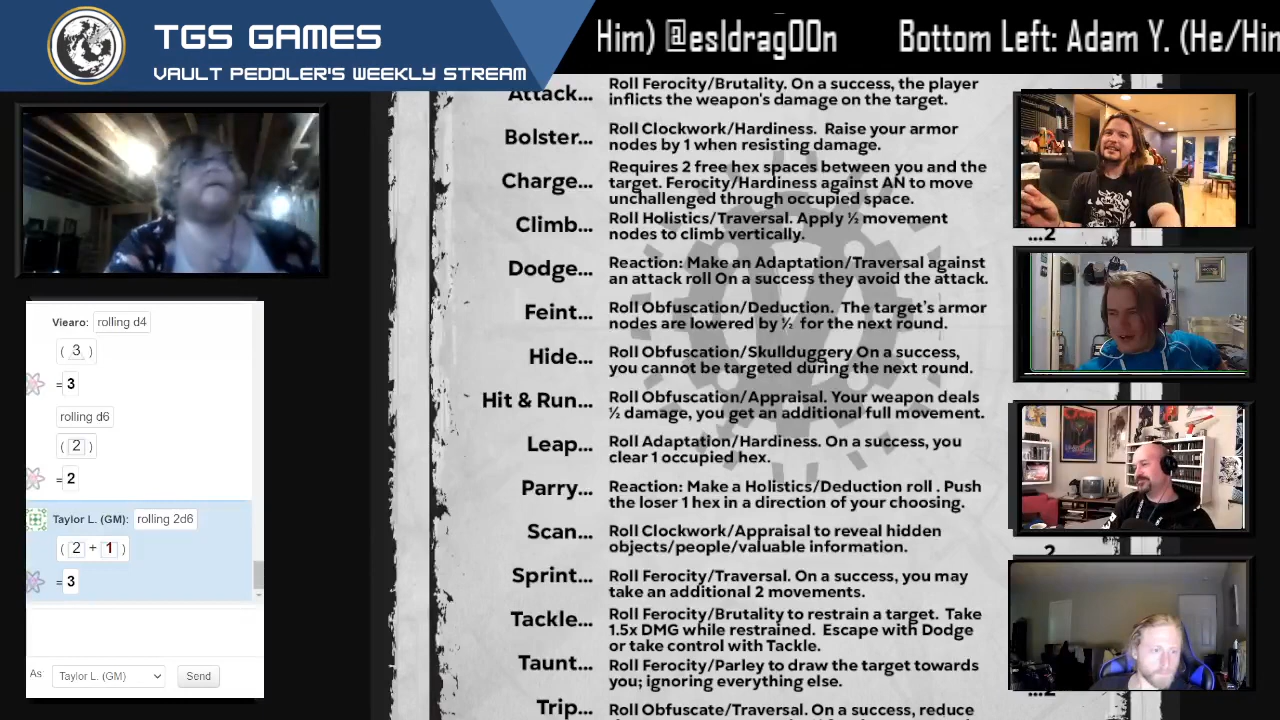 TGS GAMES
VAULT PEDDLER'S WEEKLY STREAM
Him) @esldrag00n Bottom Left: Adam Y. (He/Him
Attack... Roll Ferocity/Brutality. On a success, the player
inflicts the weapon's damage on the target.
Bolster... Roll Clockwork/Hardiness. Raise your armor
nodes by 1 when resisting damage.
Charge... Requires 2 free hex spaces between you and the
target. Ferocity/Hardiness against AN to move
unchallenged through occupied space.
Climb... Roll Holistics/Traversal. Apply ½ movement
nodes to climb vertically.
Dodge... Reaction: Make an Adaptation/Traversal against
an attack roll On a success they avoid the attack.
Feint... Roll Obfuscation/Deduction. The target's armor
nodes are lowered by ½ for the next round.
Hide... Roll Obfuscation/Skullduggery On a success,
you cannot be targeted during the next round.
Hit & Run... Roll Obfuscation/Appraisal. Your weapon deals
½ damage, you get an additional full movement.
Leap... Roll Adaptation/Hardiness. On a success, you
clear 1 occupied hex.
Parry... Reaction: Make a Holistics/Deduction roll . Push
the loser 1 hex in a direction of your choosing.
Scan... Roll Clockwork/Appraisal to reveal hidden
objects/people/valuable information.
Sprint... Roll Ferocity/Traversal. On a success, you may
take an additional 2 movements.
Tackle... Roll Ferocity/Brutality to restrain a target. Take
1.5x DMG while restrained. Escape with Dodge
or take control with Tackle.
Taunt... Roll Ferocity/Parley to draw the target towards
you; ignoring everything else.
Trip... Roll Obfuscate/Traversal. On a success, reduce
...2
2
...2
Viearo: rolling d4
( 3 )
= 3
rolling d6
( 2 )
= 2
Taylor L. (GM): rolling 2d6
( 2 + 1 )
= 3
As: Taylor L. (GM) Send